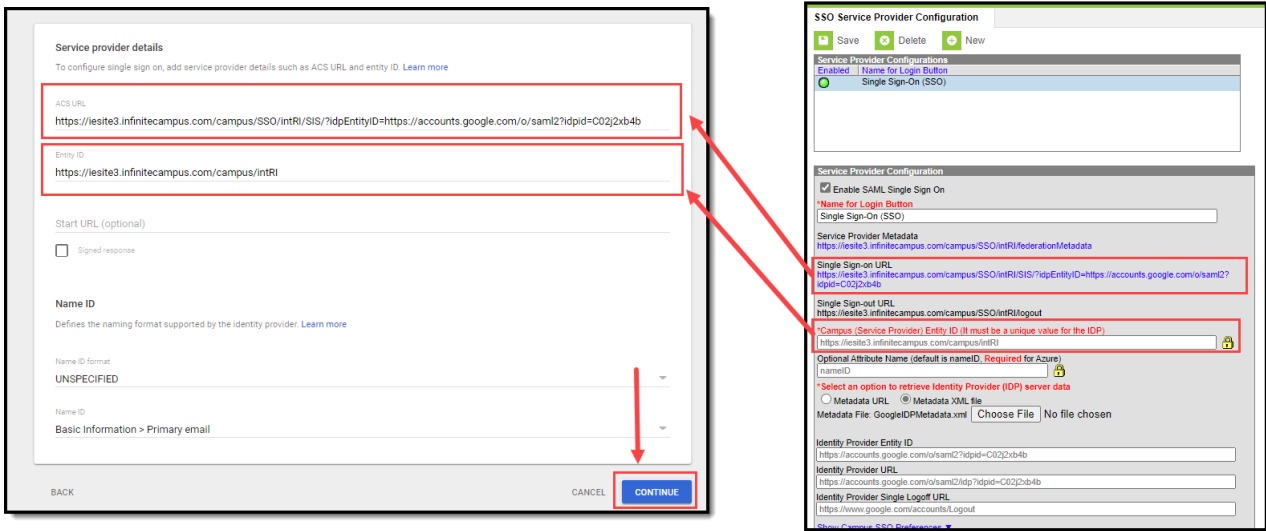 Service provider details
To configure single sign on, add service provider details such as ACS URL and entity ID. Learn more
ACS URL
https://iesite3.infinitecampus.com/campus/SSO/intRI/SIS/?idpEntityID=https://accounts.google.com/o/saml2?idpid=C02j2xb4b
Entity ID
https://iesite3.infinitecampus.com/campus/intRI
Start URL (optional)
Signed response
Name ID
Defines the naming format supported by the identity provider. Learn more
Name ID format
UNSPECIFIED
Name ID
Basic Information > Primary email
BACK
CANCEL
CONTINUE
SSO Service Provider Configuration
Save Delete New
Service Provider Configurations
Enabled Name for Login Button
Single Sign-On (SSO)
Service Provider Configuration
Enable SAML Single Sign On
*Name for Login Button
Single Sign-On (SSO)
Service Provider Metadata
https://iesite3.infinitecampus.com/campus/SSO/intRI/federationMetadata
Single Sign-on URL
https://iesite3.infinitecampus.com/campus/SSO/intRI/SIS/?idpEntityID=https://accounts.google.com/o/saml2?
idpid=C02j2xb4b
Single Sign-out URL
https://iesite3.infinitecampus.com/campus/SSO/intRI/logout
*Campus (Service Provider) Entity ID (It must be a unique value for the IDP)
https://iesite3.infinitecampus.com/campus/intRI
Optional Attribute Name (default is nameID, Required for Azure)
nameID
*Select an option to retrieve Identity Provider (IDP) server data
Metadata URL Metadata XML file
Metadata File: GoogleIDPMetadata.xml Choose File No file chosen
Identity Provider Entity ID
https://accounts.google.com/o/saml2?idpid=C02j2xb4b
Identity Provider URL
https://accounts.google.com/o/saml2/idp?idpid=C02j2xb4b
Identity Provider Single Logoff URL
https://www.google.com/accounts/Logout
Show Campus SSO Preferences ▼